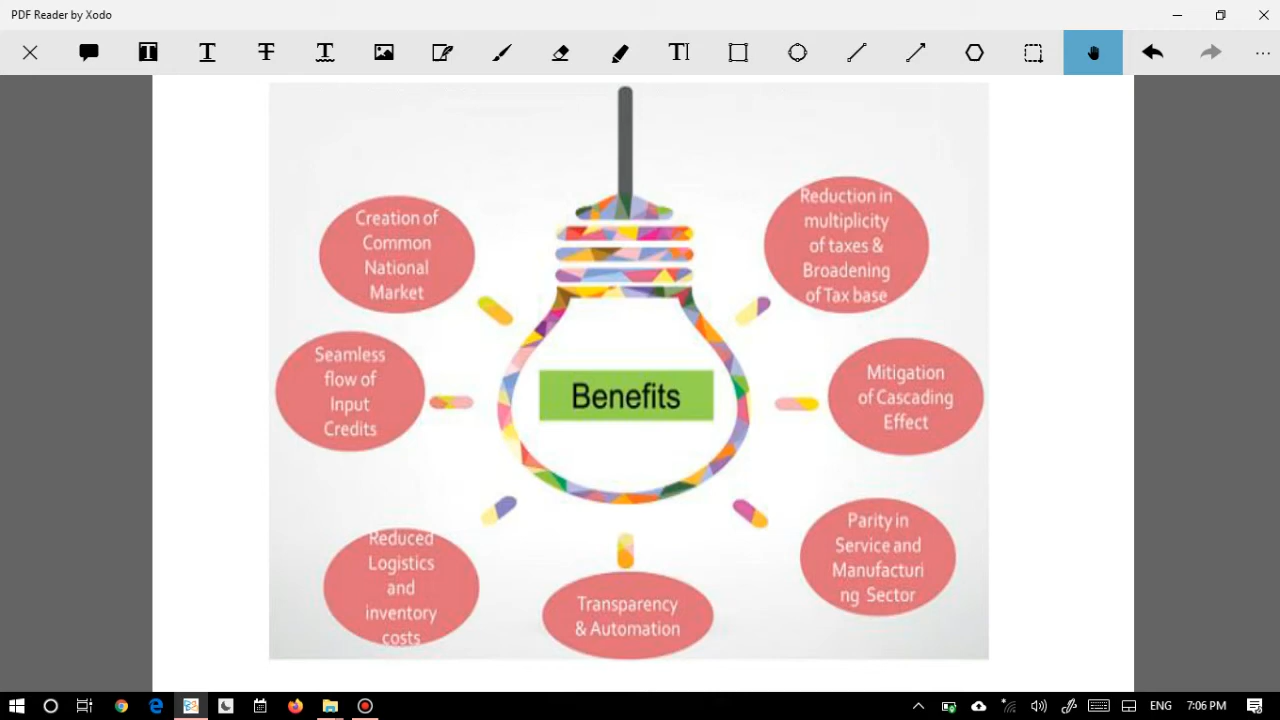 PDF Reader by Xodo
Creation of
Common
National
Market
Reduction in
multiplicity
of taxes &
Broadening
of Tax base
Seamless
flow of
Input
Credits
Benefits
Mitigation
of Cascading
Effect
Reduced
Logistics
and
inventory
costs
Transparency
& Automation
Parity in
Service and
Manufacturi
ng Sector
ENG
7:06 PM